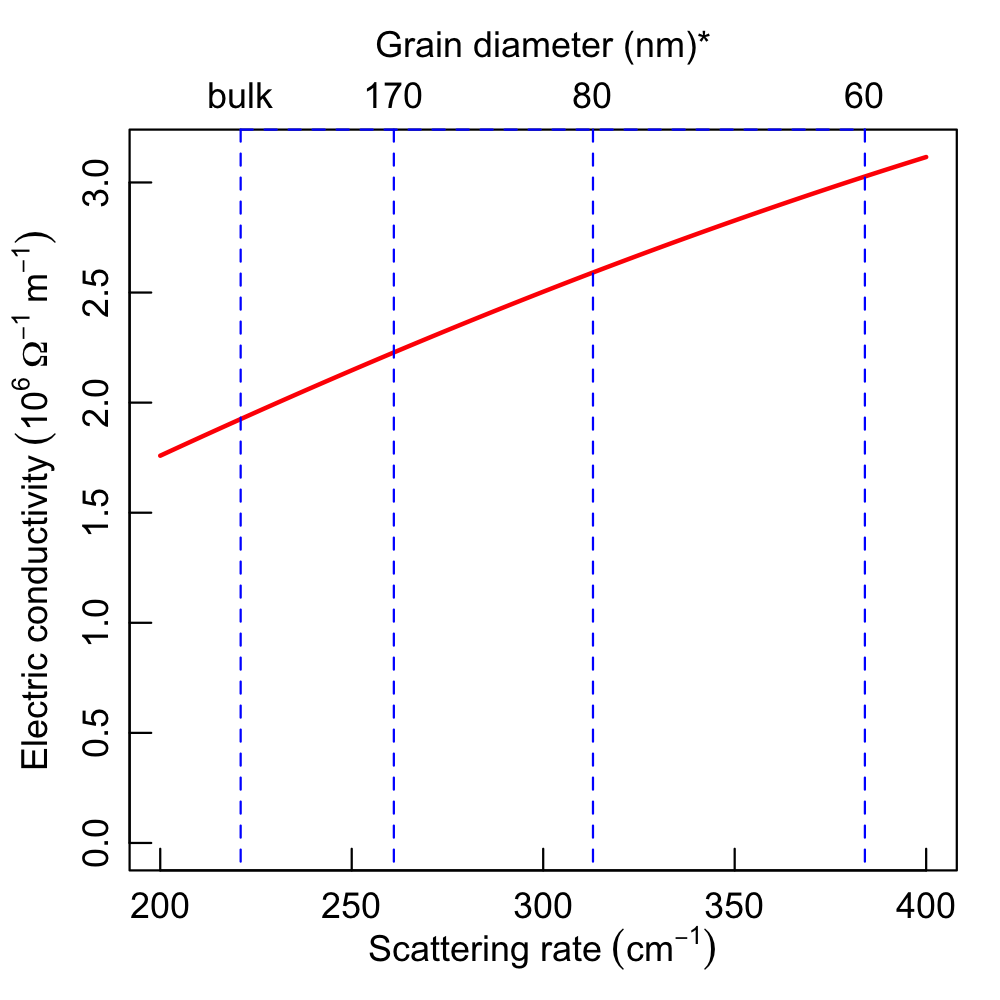 Grain diameter (nm)*
bulk 170 80 60
Electric conductivity (10⁶ Ω⁻¹ m⁻¹)
3.0
2.5
2.0
1.5
1.0
0.5
0.0
200 250 300 350 400
Scattering rate (cm⁻¹)